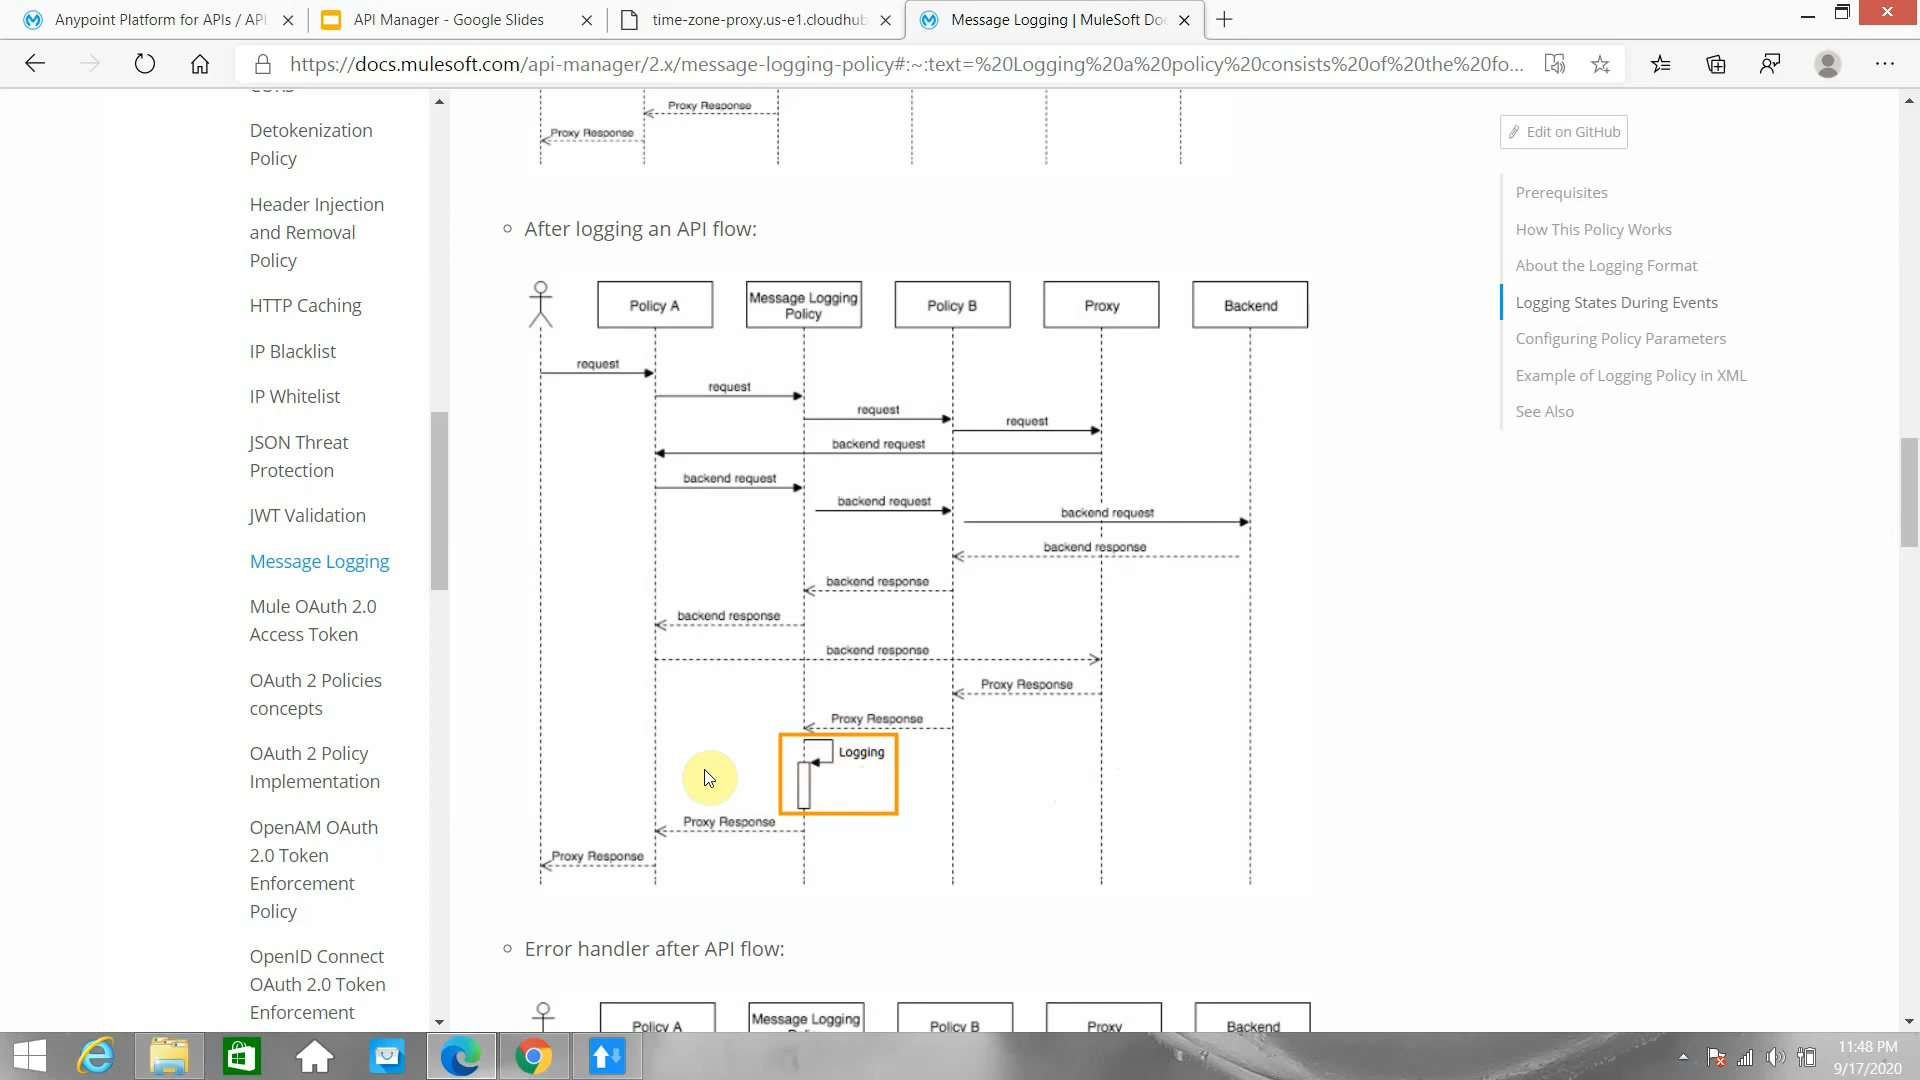 Anypoint Platform for APIs / API
API Manager - Google Slides
time-zone-proxy.us-e1.cloudhub
Message Logging | MuleSoft Doc
https://docs.mulesoft.com/api-manager/2.x/message-logging-policy#:~:text=%20Logging%20a%20policy%20consists%20of%20the%20fo...
CORS
Detokenization
Policy
Header Injection
and Removal
Policy
HTTP Caching
IP Blacklist
IP Whitelist
JSON Threat
Protection
JWT Validation
Message Logging
Mule OAuth 2.0
Access Token
OAuth 2 Policies
concepts
OAuth 2 Policy
Implementation
OpenAM OAuth
2.0 Token
Enforcement
Policy
OpenID Connect
OAuth 2.0 Token
Enforcement
Proxy Response
Proxy Response
After logging an API flow:
Policy A
Message Logging
Policy
Policy B
Proxy
Backend
request
request
request
request
backend request
backend request
backend request
backend request
backend response
backend response
backend response
backend response
Proxy Response
Proxy Response
Logging
Proxy Response
Proxy Response
Error handler after API flow:
Policy A
Message Logging
Policy B
Proxy
Backend
Edit on GitHub
Prerequisites
How This Policy Works
About the Logging Format
Logging States During Events
Configuring Policy Parameters
Example of Logging Policy in XML
See Also
11:48 PM
9/17/2020